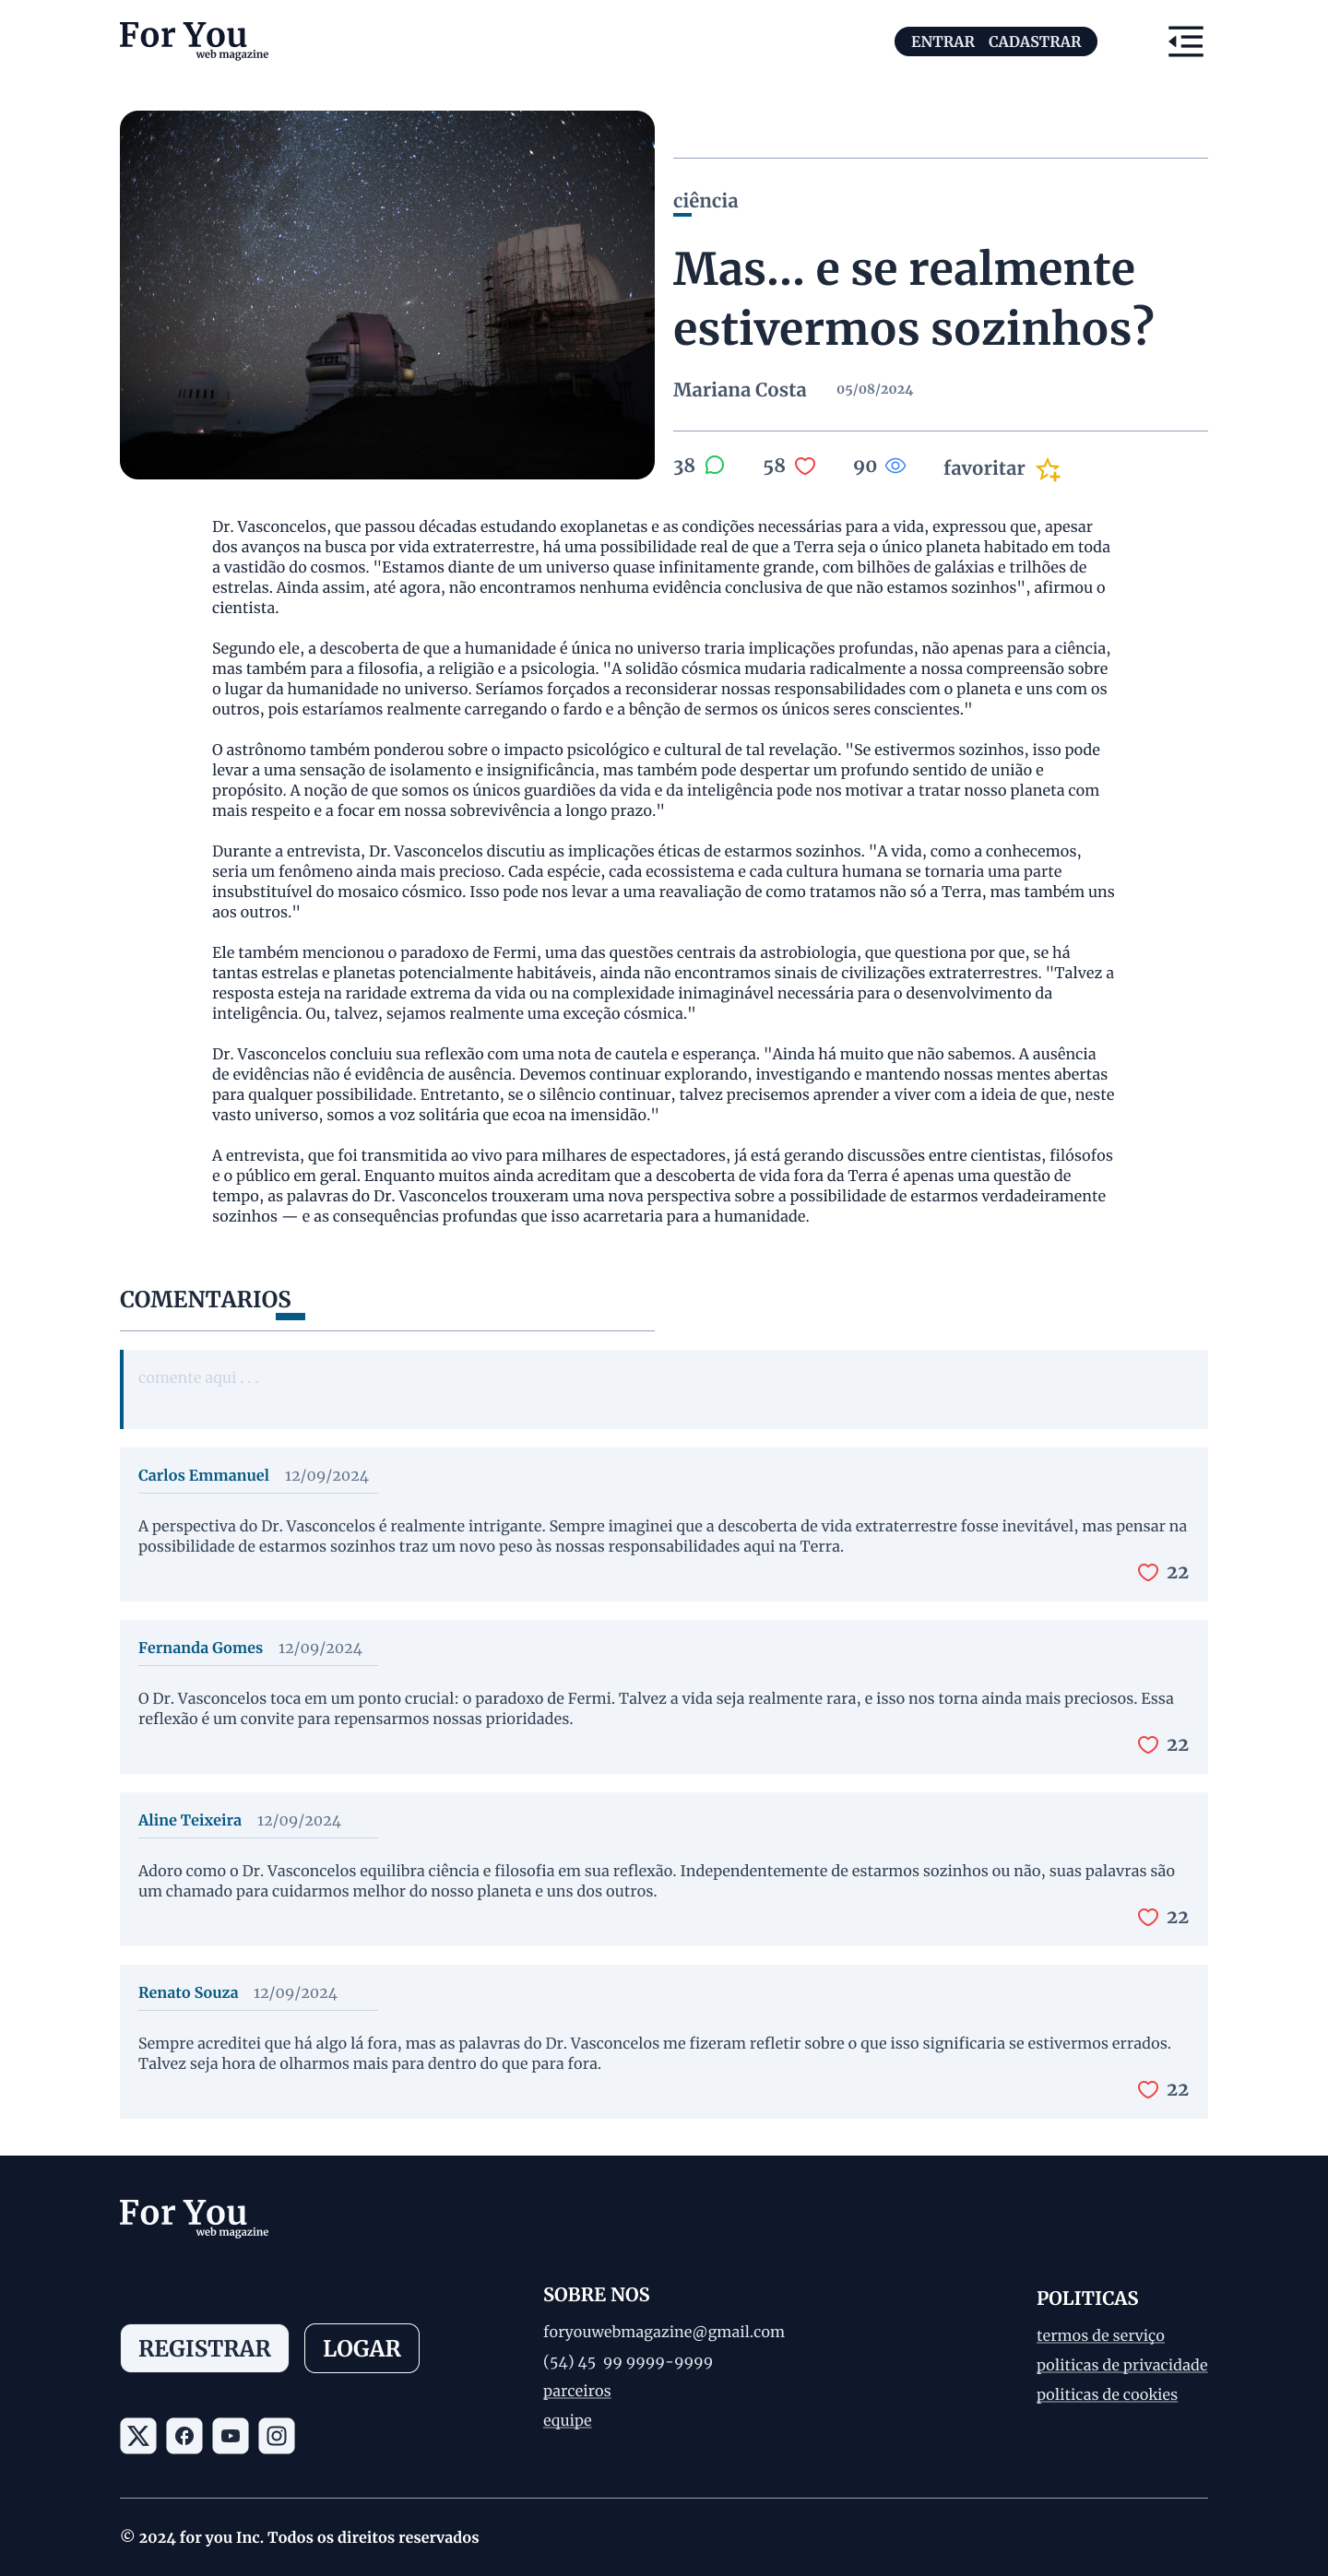 For You
web magazine
ENTRAR CADASTRAR
ciência
Mas... e se realmente
estivermos sozinhos?
Mariana Costa 05/08/2024
38 58 90 favoritar
Dr. Vasconcelos, que passou décadas estudando exoplanetas e as condições necessárias para a vida, expressou que, apesar
dos avanços na busca por vida extraterrestre, há uma possibilidade real de que a Terra seja o único planeta habitado em toda
a vastidão do cosmos. "Estamos diante de um universo quase infinitamente grande, com bilhões de galáxias e trilhões de
estrelas. Ainda assim, até agora, não encontramos nenhuma evidência conclusiva de que não estamos sozinhos", afirmou o
cientista.
Segundo ele, a descoberta de que a humanidade é única no universo traria implicações profundas, não apenas para a ciência,
mas também para a filosofia, a religião e a psicologia. "A solidão cósmica mudaria radicalmente a nossa compreensão sobre
o lugar da humanidade no universo. Seríamos forçados a reconsiderar nossas responsabilidades com o planeta e uns com os
outros, pois estaríamos realmente carregando o fardo e a bênção de sermos os únicos seres conscientes."
O astrônomo também ponderou sobre o impacto psicológico e cultural de tal revelação. "Se estivermos sozinhos, isso pode
levar a uma sensação de isolamento e insignificância, mas também pode despertar um profundo sentido de união e
propósito. A noção de que somos os únicos guardiões da vida e da inteligência pode nos motivar a tratar nosso planeta com
mais respeito e a focar em nossa sobrevivência a longo prazo."
Durante a entrevista, Dr. Vasconcelos discutiu as implicações éticas de estarmos sozinhos. "A vida, como a conhecemos,
seria um fenômeno ainda mais precioso. Cada espécie, cada ecossistema e cada cultura humana se tornaria uma parte
insubstituível do mosaico cósmico. Isso pode nos levar a uma reavaliação de como tratamos não só a Terra, mas também uns
aos outros."
Ele também mencionou o paradoxo de Fermi, uma das questões centrais da astrobiologia, que questiona por que, se há
tantas estrelas e planetas potencialmente habitáveis, ainda não encontramos sinais de civilizações extraterrestres. "Talvez a
resposta esteja na raridade extrema da vida ou na complexidade inimaginável necessária para o desenvolvimento da
inteligência. Ou, talvez, sejamos realmente uma exceção cósmica."
Dr. Vasconcelos concluiu sua reflexão com uma nota de cautela e esperança. "Ainda há muito que não sabemos. A ausência
de evidências não é evidência de ausência. Devemos continuar explorando, investigando e mantendo nossas mentes abertas
para qualquer possibilidade. Entretanto, se o silêncio continuar, talvez precisemos aprender a viver com a ideia de que, neste
vasto universo, somos a voz solitária que ecoa na imensidão."
A entrevista, que foi transmitida ao vivo para milhares de espectadores, já está gerando discussões entre cientistas, filósofos
e o público em geral. Enquanto muitos ainda acreditam que a descoberta de vida fora da Terra é apenas uma questão de
tempo, as palavras do Dr. Vasconcelos trouxeram uma nova perspectiva sobre a possibilidade de estarmos verdadeiramente
sozinhos — e as consequências profundas que isso acarretaria para a humanidade.
COMENTARIOS
comente aqui . . .
Carlos Emmanuel 12/09/2024
A perspectiva do Dr. Vasconcelos é realmente intrigante. Sempre imaginei que a descoberta de vida extraterrestre fosse inevitável, mas pensar na
possibilidade de estarmos sozinhos traz um novo peso às nossas responsabilidades aqui na Terra.
22
Fernanda Gomes 12/09/2024
O Dr. Vasconcelos toca em um ponto crucial: o paradoxo de Fermi. Talvez a vida seja realmente rara, e isso nos torna ainda mais preciosos. Essa
reflexão é um convite para repensarmos nossas prioridades.
22
Aline Teixeira 12/09/2024
Adoro como o Dr. Vasconcelos equilibra ciência e filosofia em sua reflexão. Independentemente de estarmos sozinhos ou não, suas palavras são
um chamado para cuidarmos melhor do nosso planeta e uns dos outros.
22
Renato Souza 12/09/2024
Sempre acreditei que há algo lá fora, mas as palavras do Dr. Vasconcelos me fizeram refletir sobre o que isso significaria se estivermos errados.
Talvez seja hora de olharmos mais para dentro do que para fora.
22
For You
web magazine
REGISTRAR LOGAR
SOBRE NOS
foryouwebmagazine@gmail.com
(54) 45 99 9999-9999
parceiros
equipe
POLITICAS
termos de serviço
politicas de privacidade
politicas de cookies
© 2024 for you Inc. Todos os direitos reservados